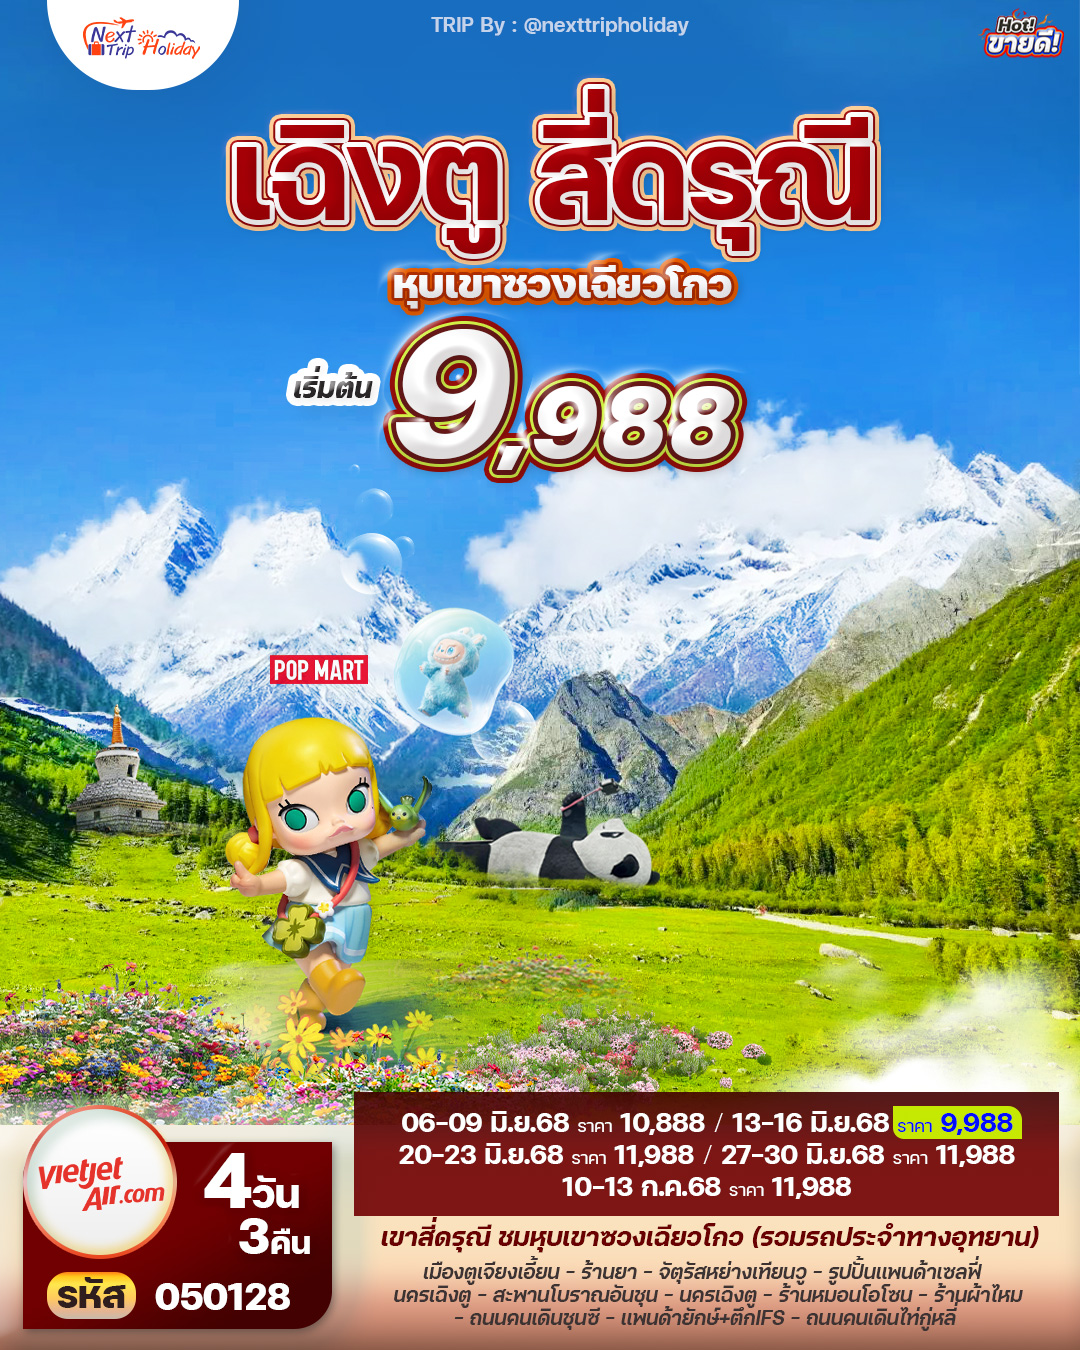 Next Trip Holiday
TRIP By : @nexttripholiday
Hot!
ขายดี!
เฉิงตู สี่ดรุณี
หุบเขาซวงเฉียวโกว
เริ่มต้น 9,988
POP MART
06-09 มิ.ย.68 ราคา 10,888 / 13-16 มิ.ย.68 ราคา 9,988
20-23 มิ.ย.68 ราคา 11,988 / 27-30 มิ.ย.68 ราคา 11,988
10-13 ก.ค.68 ราคา 11,988
vietjet
Air.com
4วัน
3คืน
รหัส 050128
เขาสี่ดรุณี ชมหุบเขาซวงเฉียวโกว (รวมรถประจำทางอุทยาน)
เมืองตูเจียงเอี้ยน - ร้านยา - จัตุรัสหย่างเทียนวู - รูปปั้นแพนด้าเซลฟี่
นครเฉิงตู - สะพานโบราณอันชุน - นครเฉิงตู - ร้านหมอนโอโซน - ร้านผ้าไหม
- ถนนคนเดินชุนซี - แพนด้ายักษ์+ตึกIFS - ถนนคนเดินไท่กู่หลี่